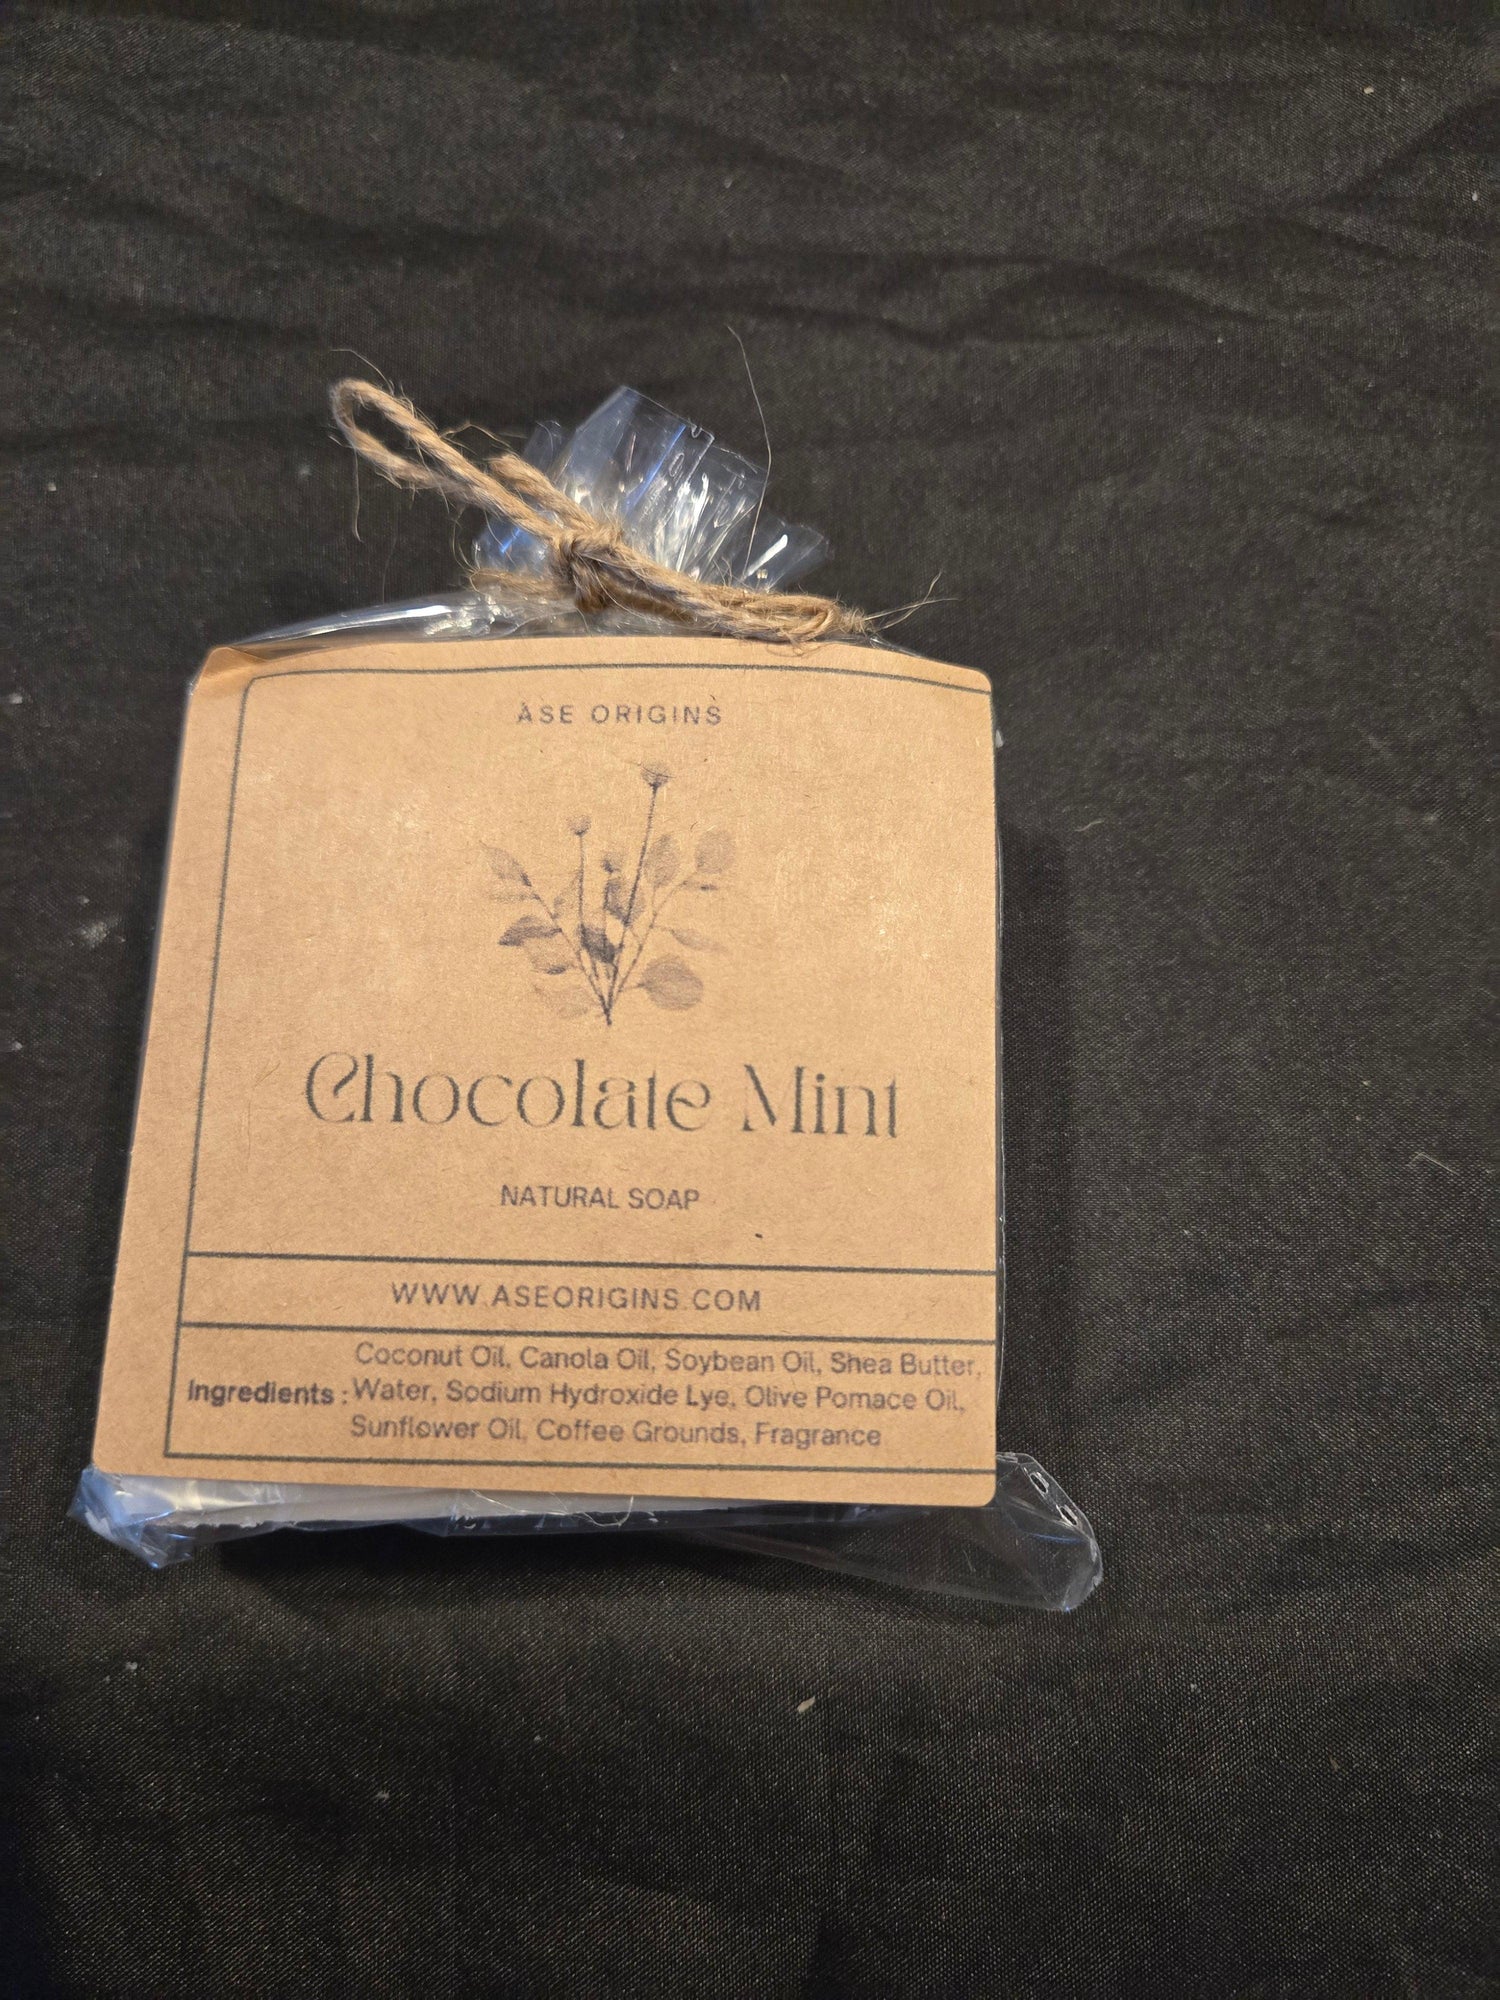 ASE ORIGINS
Chocolate Mint
NATURAL SOAP
WWW.ASEORIGINS.COM
Coconut Oil, Canola Oil, Soybean Oil, Shea Butter,
Ingredients : Water, Sodium Hydroxide Lye, Olive Pomace Oil,
Sunflower Oil, Coffee Grounds, Fragrance